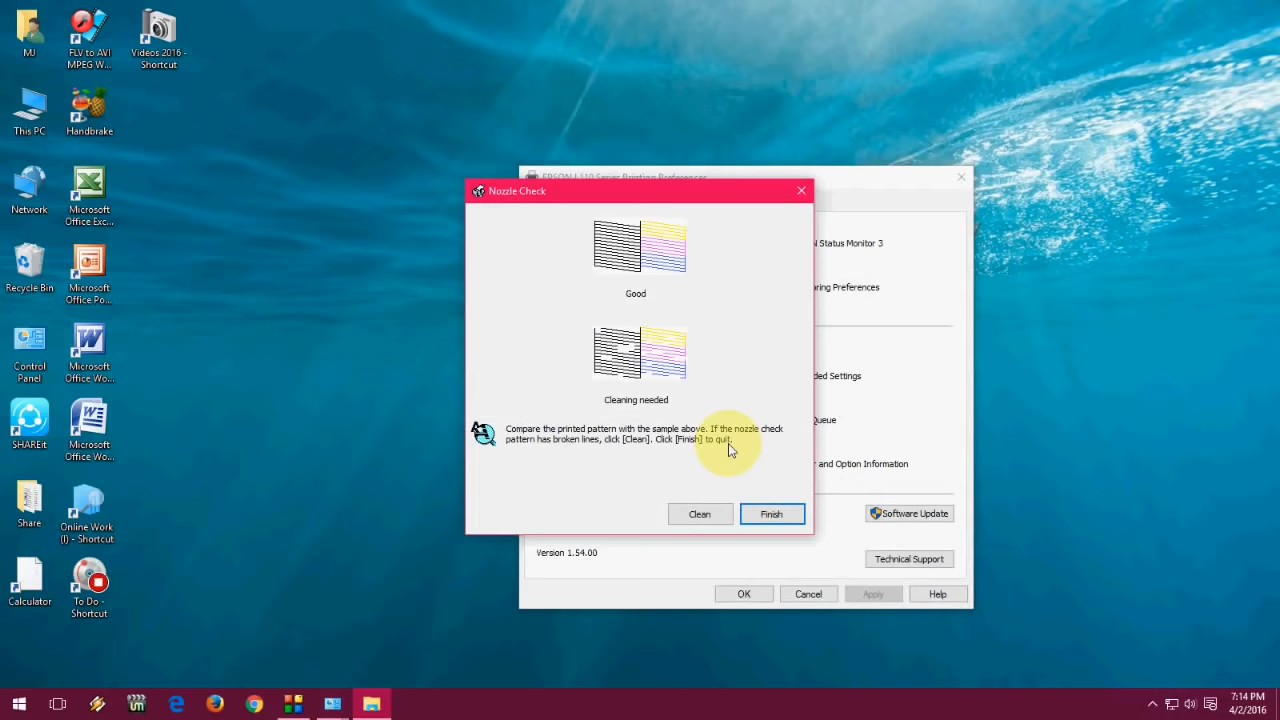 MJ
FLV to AVI
MPEG W...
Videos 2016 -
Shortcut
This PC
Handbrake
Network
Microsoft
Office Exc...
Recycle Bin
Microsoft
Office Po...
Control
Panel
Microsoft
Office Wo...
SHAREit
Microsoft
Office Wo...
Share
Online Work
(I) - Shortcut
Calculator
To Do -
Shortcut
Printing Preferences
Nozzle Check
Good
Cleaning needed
Compare the printed pattern with the sample above. If the nozzle check
pattern has broken lines, click [Clean]. Click [Finish] to quit.
Clean
Finish
N Status Monitor 3
oring Preferences
ded Settings
Queue
r and Option Information
Software Update
Version 1.54.00
Technical Support
OK
Cancel
Apply
Help
7:14 PM
4/2/2016